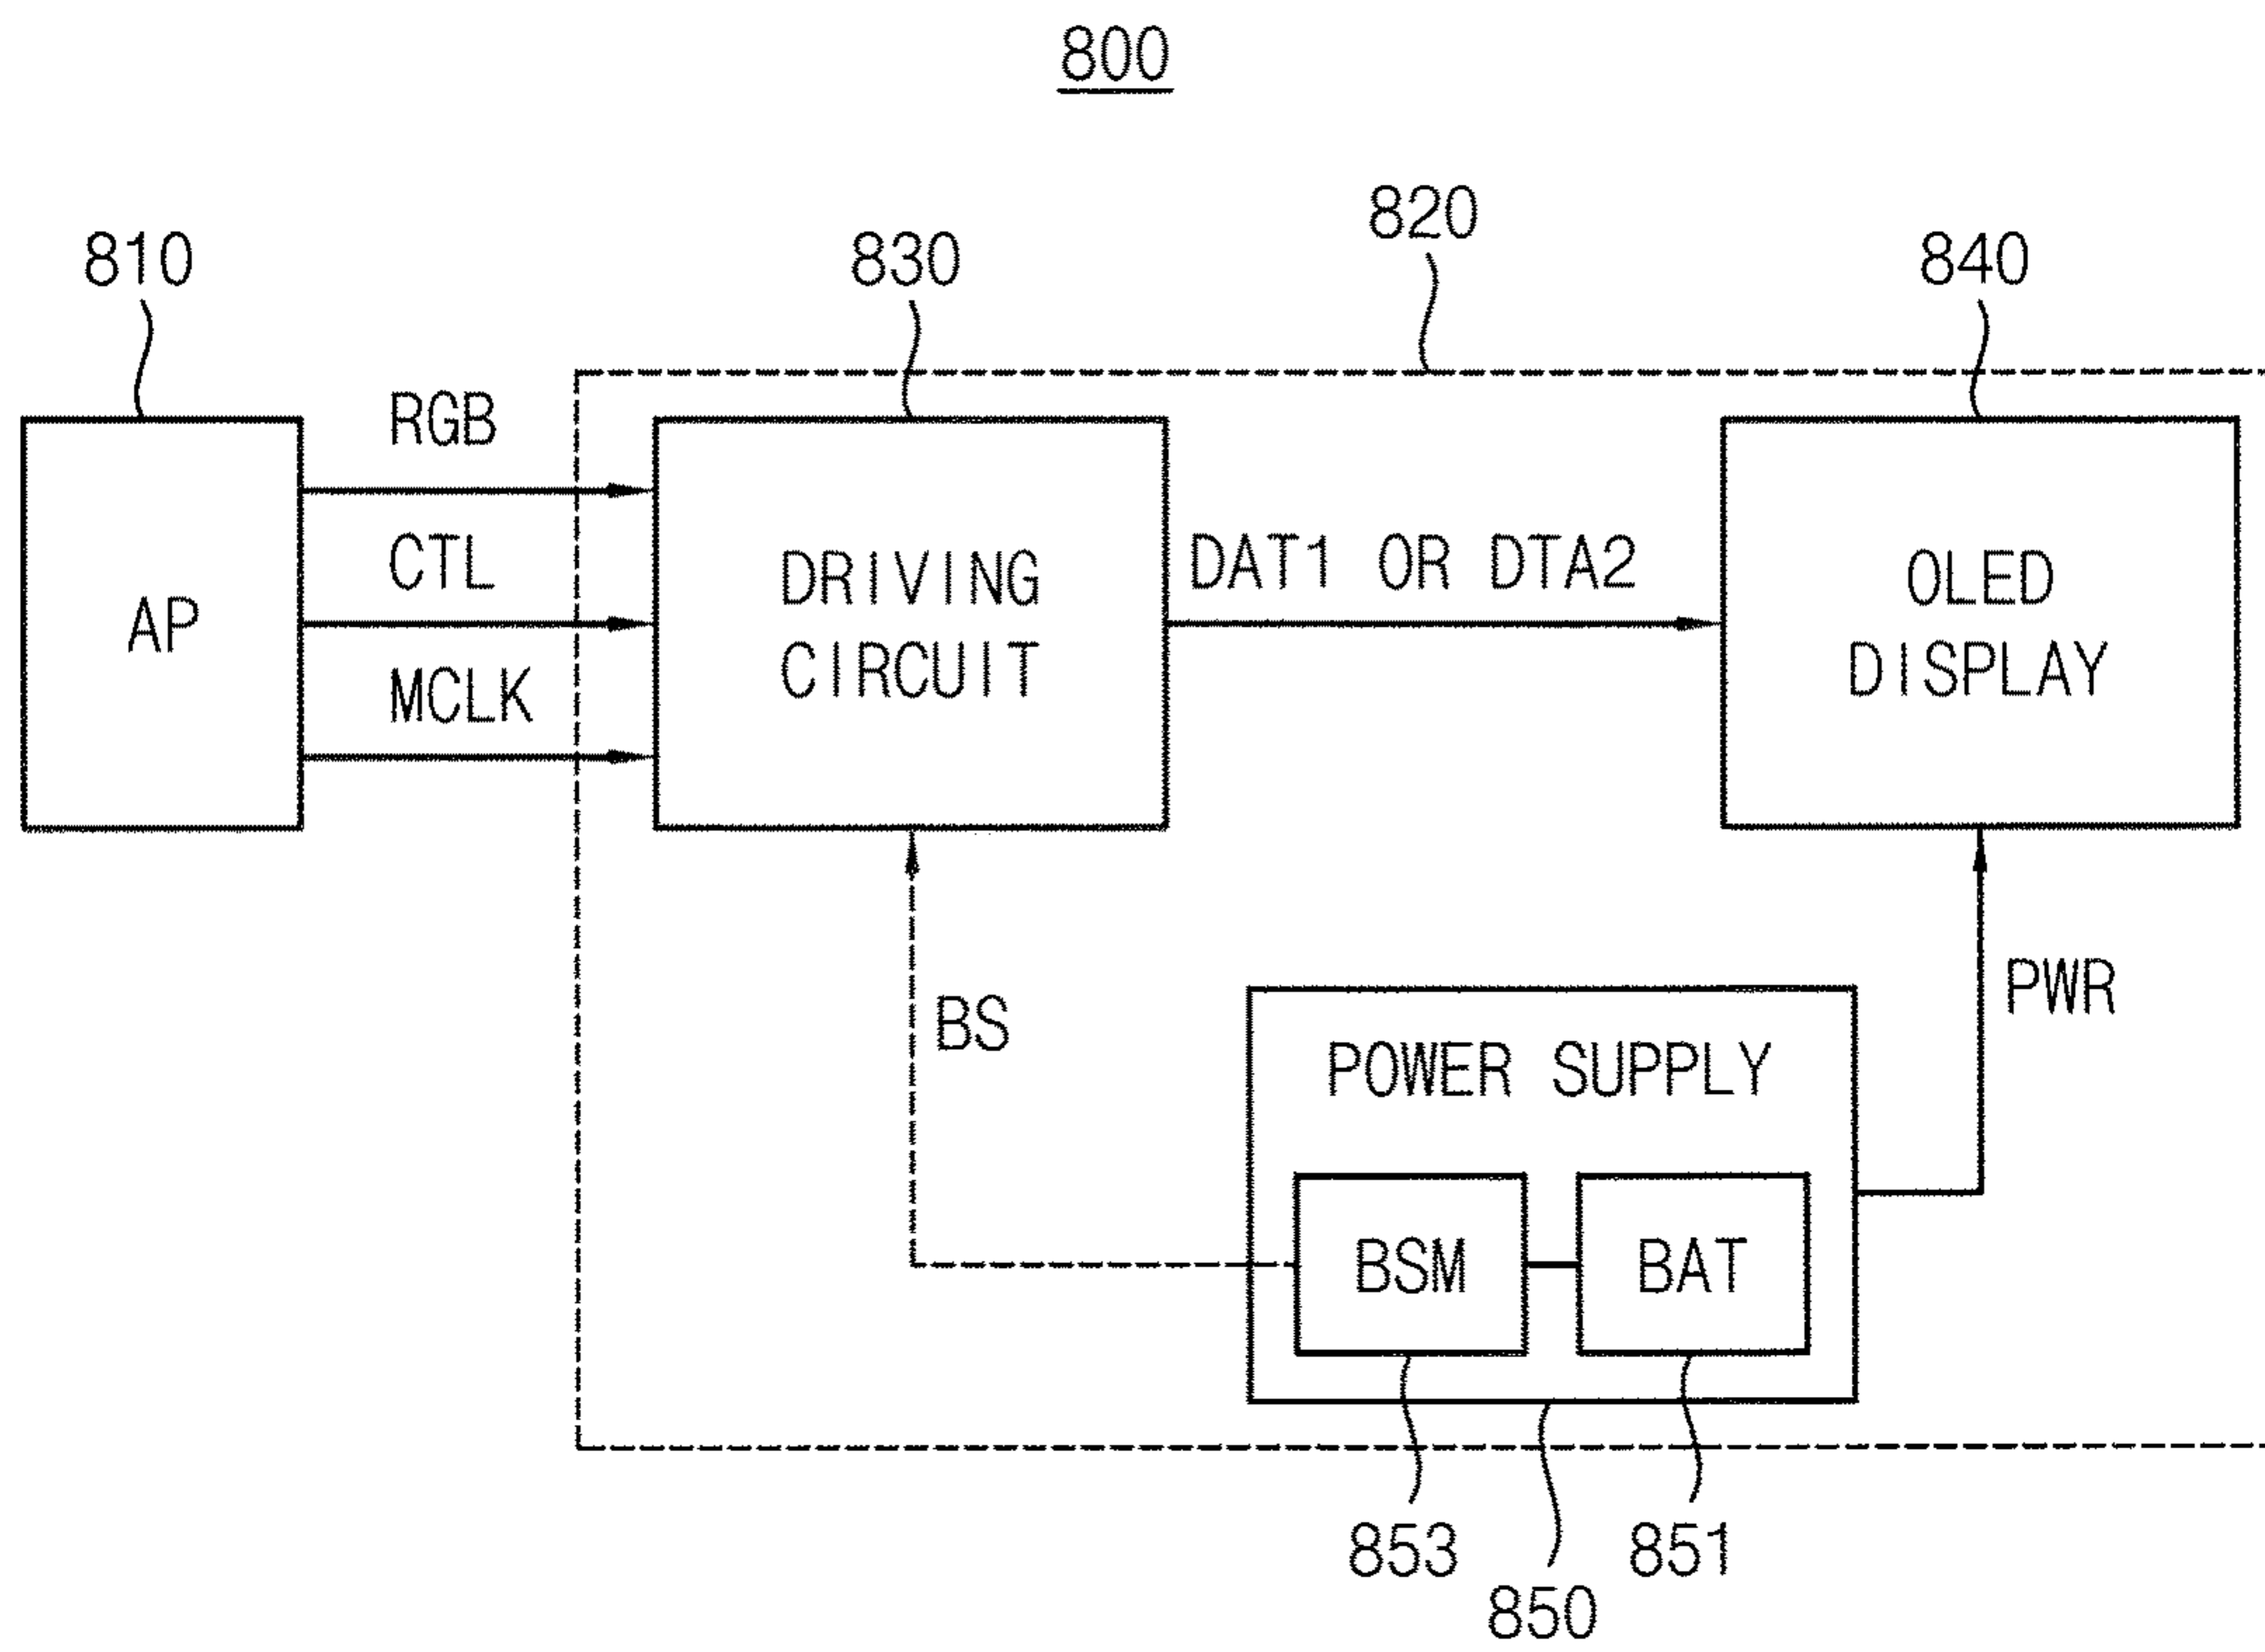 800
820
810
830
840
RGB
CTL
MCLK
AP
DRIVING
CIRCUIT
DAT1 OR DTA2
OLED
DISPLAY
BS
PWR
POWER SUPPLY
BSM
BAT
853
851
850